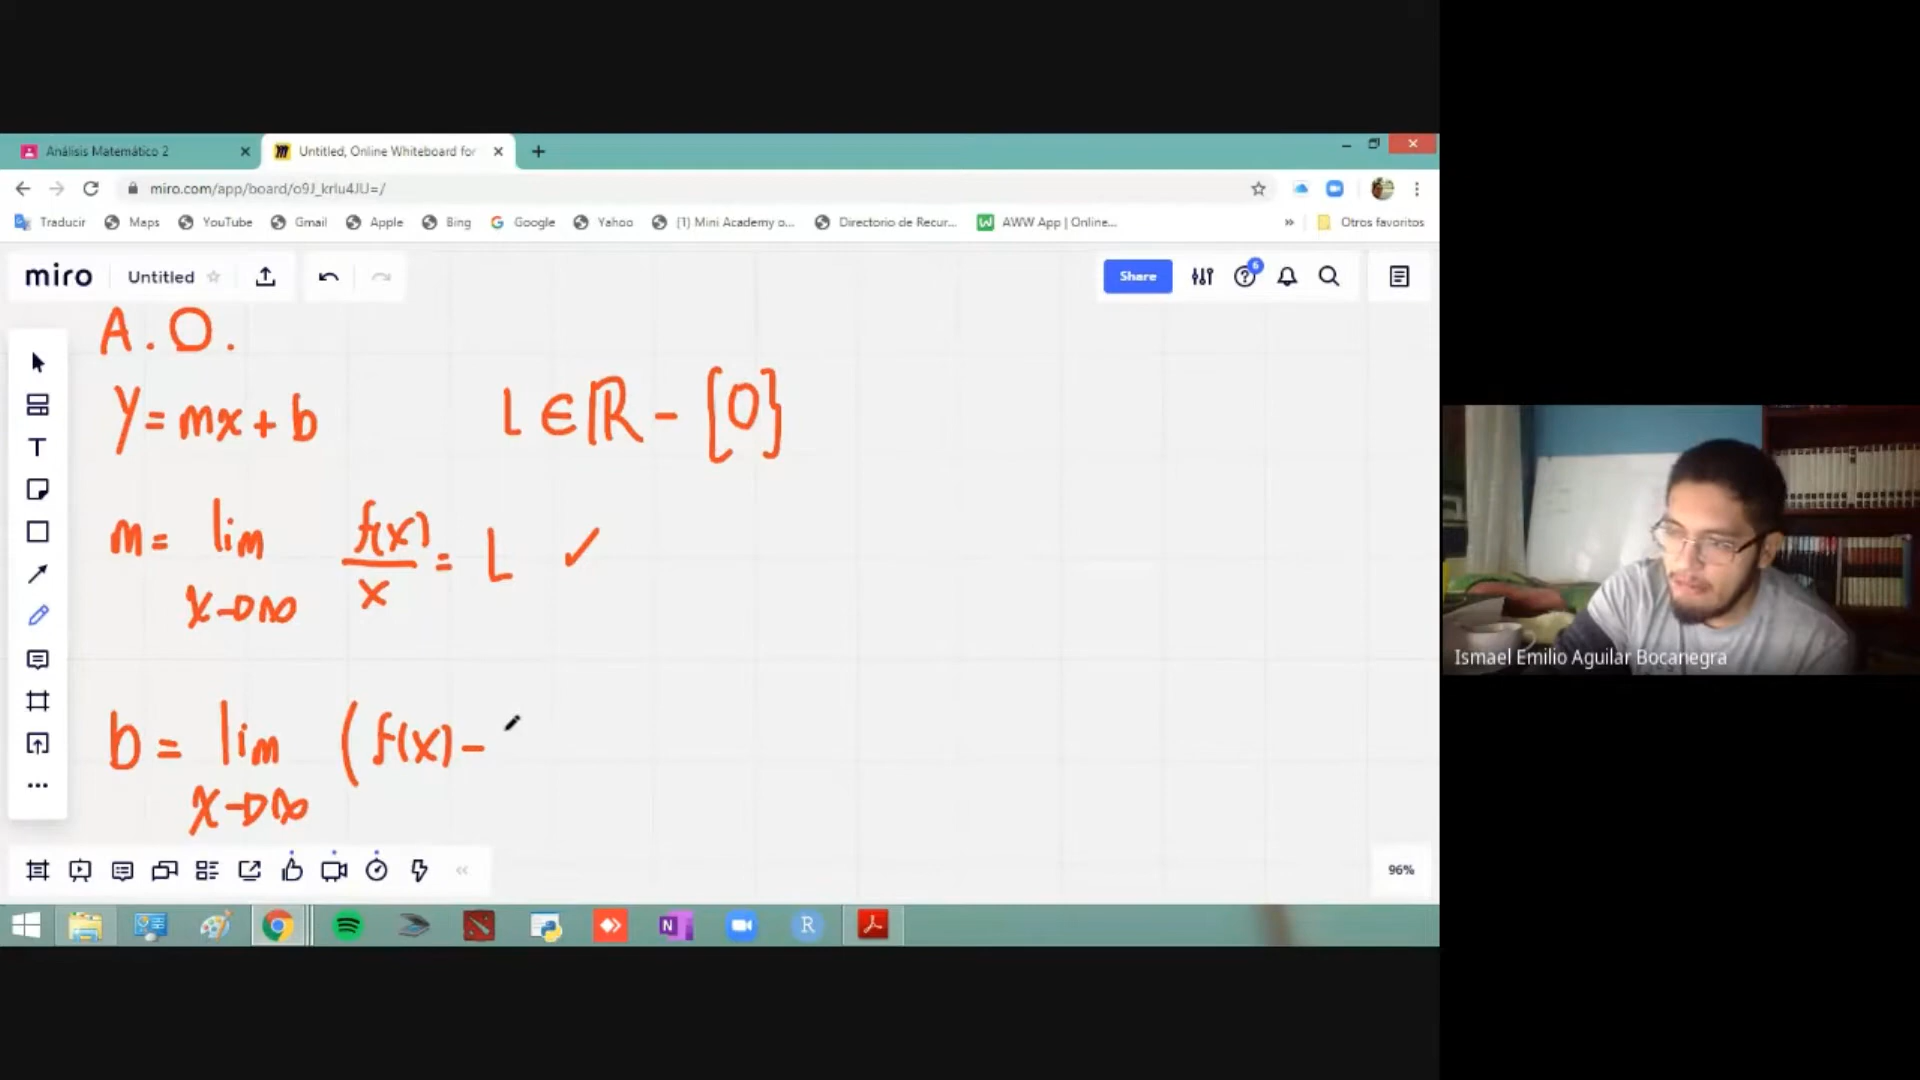 Análisis Matemático 2
Untitled, Online Whiteboard for
miro.com/app/board/o9J_krlu4JU=/
Traducir Maps YouTube Gmail Apple Bing Google Yahoo (1) Mini Academy o... Directorio de Recur... AWW App | Online... » Otros favoritos
miro Untitled Share 6
A.O.
y = mx + b L ∈ ℝ - {0}
m = lim f(x)/x = L ✓
x→∞
b = lim (f(x) -
x→∞
96%
Ismael Emilio Aguilar Bocanegra